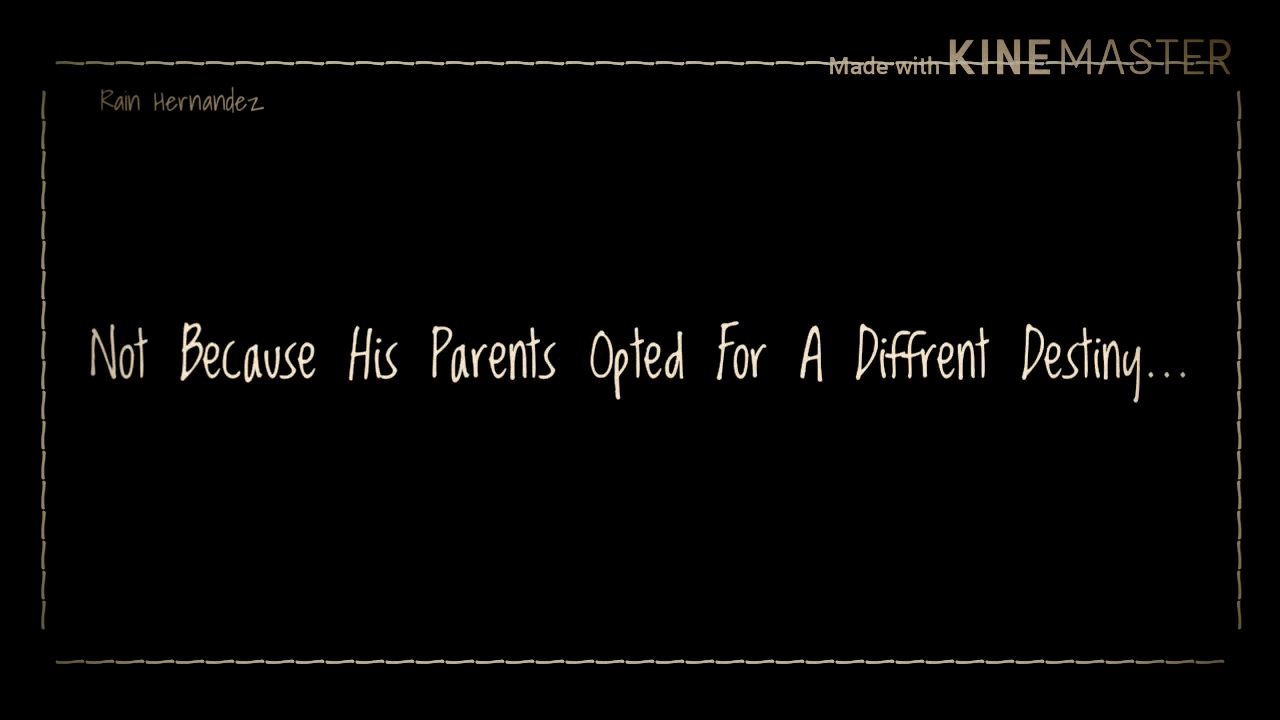 Made with KINEMASTER
Rain Hernandez
Not Because His Parents Opted For A Diffrent Destiny...